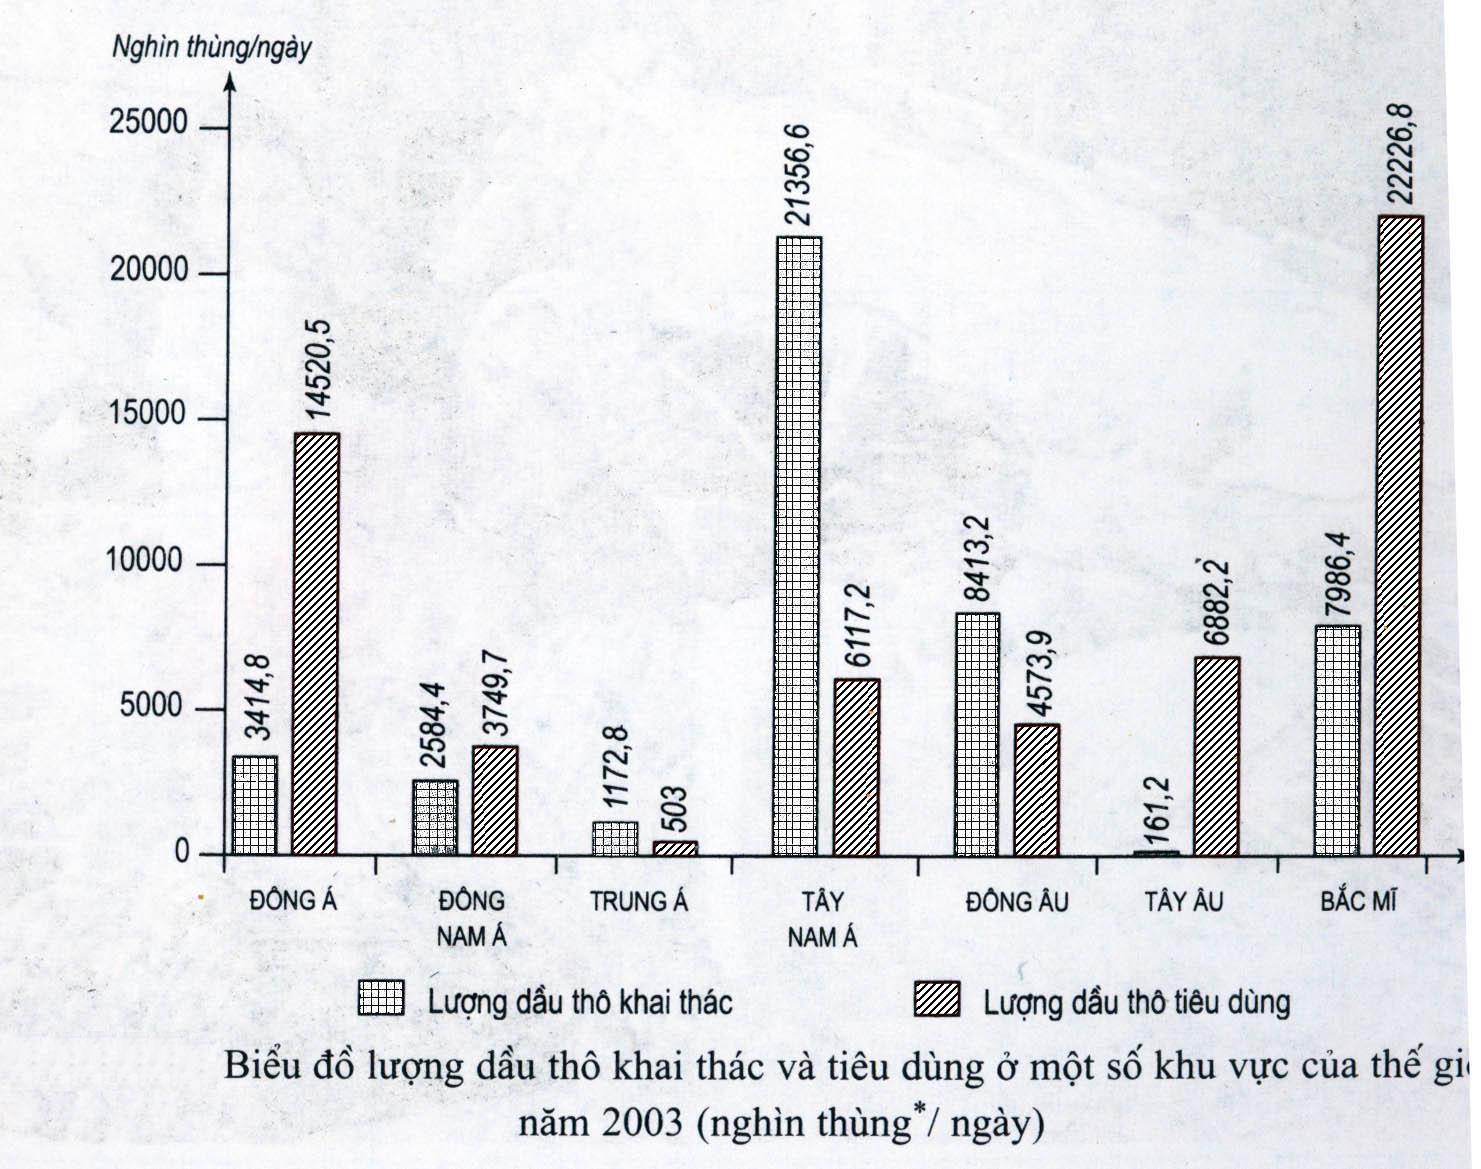 Nghìn thùng/ngày
25000
20000
15000
10000
5000
0
3414,8
14520,5
2584,4
3749,7
1172,8
503
21356,6
6117,2
8413,2
4573,9
161,2
6882,2
7986,4
22226,8
ĐÔNG Á
ĐÔNG
NAM Á
TRUNG Á
TÂY
NAM Á
ĐÔNG ÂU
TÂY ÂU
BẮC MĨ
Lượng dầu thô khai thác
Lượng dầu thô tiêu dùng
Biểu đồ lượng dầu thô khai thác và tiêu dùng ở một số khu vực của thế
năm 2003 (nghìn thùng*/ ngày)